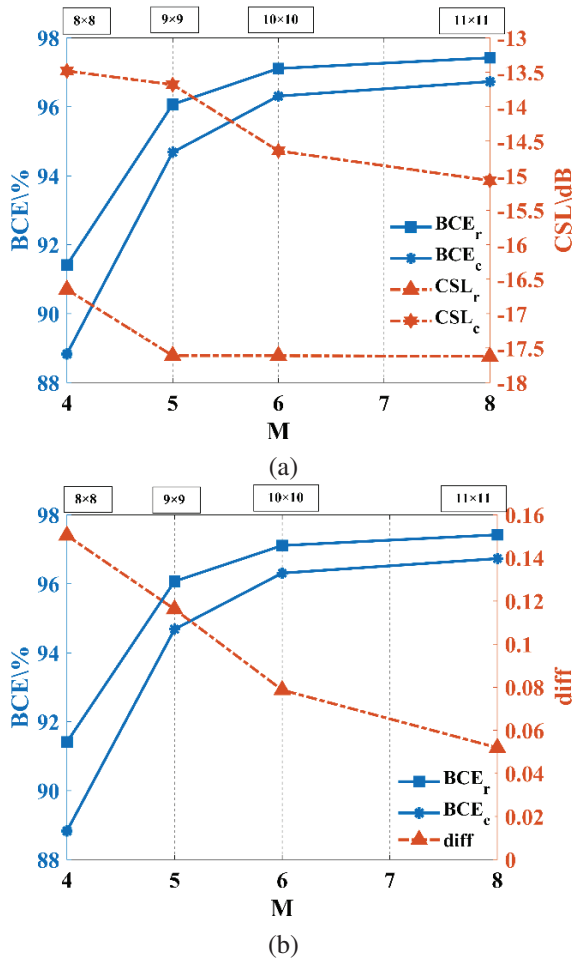 8×8 9×9 10×10 11×11
98 -13
-13.5
96 -14
-14.5
94 -15
-15.5
92 -16
-16.5
90 -17
-17.5
88 -18
BCE\%
CSL\dB
BCEr
BCEc
CSLr
CSLc
4 5 6 7 8
M
(a)
8×8 9×9 10×10 11×11
98 0.16
0.14
96 0.12
94 0.1
0.08
92 0.06
90 0.04
0.02
88 0
BCE\%
diff
BCEr
BCEc
diff
4 5 6 7 8
M
(b)